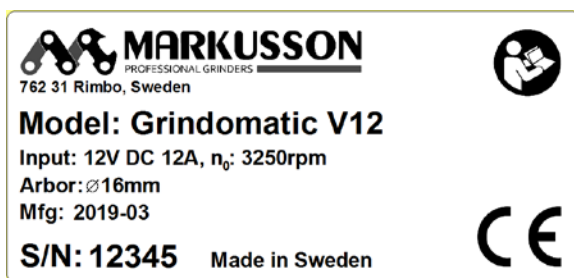 MARKUSSON
PROFESSIONAL GRINDERS
762 31 Rimbo, Sweden
Model: Grindomatic V12
Input: 12V DC 12A, n₀: 3250rpm
Arbor: ⌀16mm
Mfg: 2019-03
S/N: 12345 Made in Sweden
CE